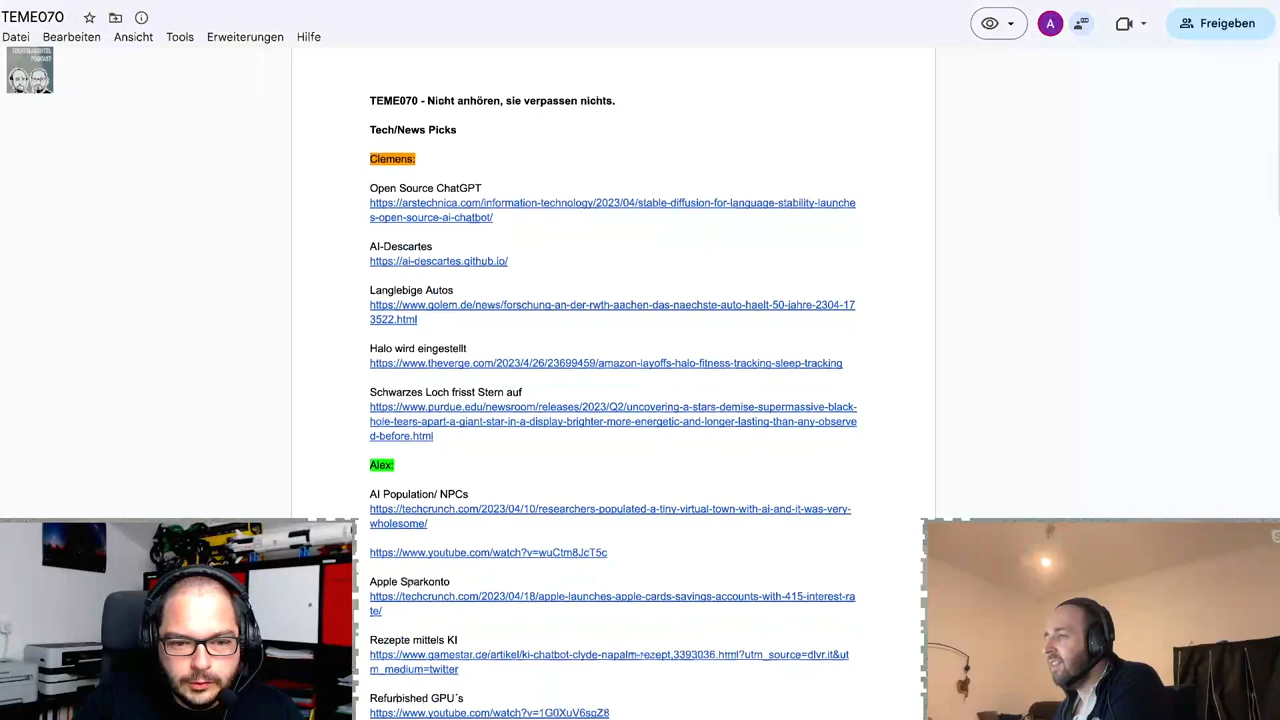 TEME070
Datei Bearbeiten Ansicht Tools Erweiterungen Hilfe
A
Freigeben
TECHTELMECHTEL
PODCAST
TEME070 - Nicht anhören, sie verpassen nichts.
Tech/News Picks
Clemens:
Open Source ChatGPT
https://arstechnica.com/information-technology/2023/04/stable-diffusion-for-language-stability-launche
s-open-source-ai-chatbot/
AI-Descartes
https://ai-descartes.github.io/
Langlebige Autos
https://www.golem.de/news/forschung-an-der-rwth-aachen-das-naechste-auto-haelt-50-jahre-2304-17
3522.html
Halo wird eingestellt
https://www.theverge.com/2023/4/26/23699459/amazon-layoffs-halo-fitness-tracking-sleep-tracking
Schwarzes Loch frisst Stern auf
https://www.purdue.edu/newsroom/releases/2023/Q2/uncovering-a-stars-demise-supermassive-black-
hole-tears-apart-a-giant-star-in-a-display-brighter-more-energetic-and-longer-lasting-than-any-observe
d-before.html
Alex:
AI Population/ NPCs
https://techcrunch.com/2023/04/10/researchers-populated-a-tiny-virtual-town-with-ai-and-it-was-very-
wholesome/
https://www.youtube.com/watch?v=wuCtm8JcT5c
Apple Sparkonto
https://techcrunch.com/2023/04/18/apple-launches-apple-cards-savings-accounts-with-415-interest-ra
te/
Rezepte mittels KI
https://www.gamestar.de/artikel/ki-chatbot-clyde-napalm-rezept,3393036.html?utm_source=dlvr.it&ut
m_medium=twitter
Refurbished GPU´s
https://www.youtube.com/watch?v=1G0XuV6sgZ8